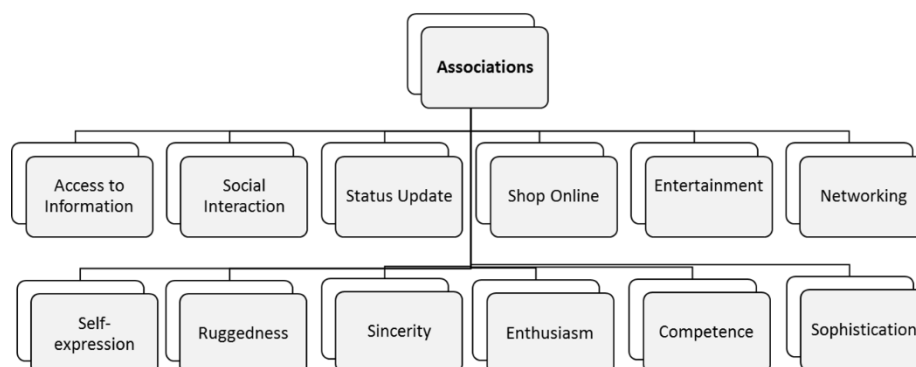 Associations
Access to
Information
Social
Interaction
Status Update
Shop Online
Entertainment
Networking
Self-
expression
Ruggedness
Sincerity
Enthusiasm
Competence
Sophistication